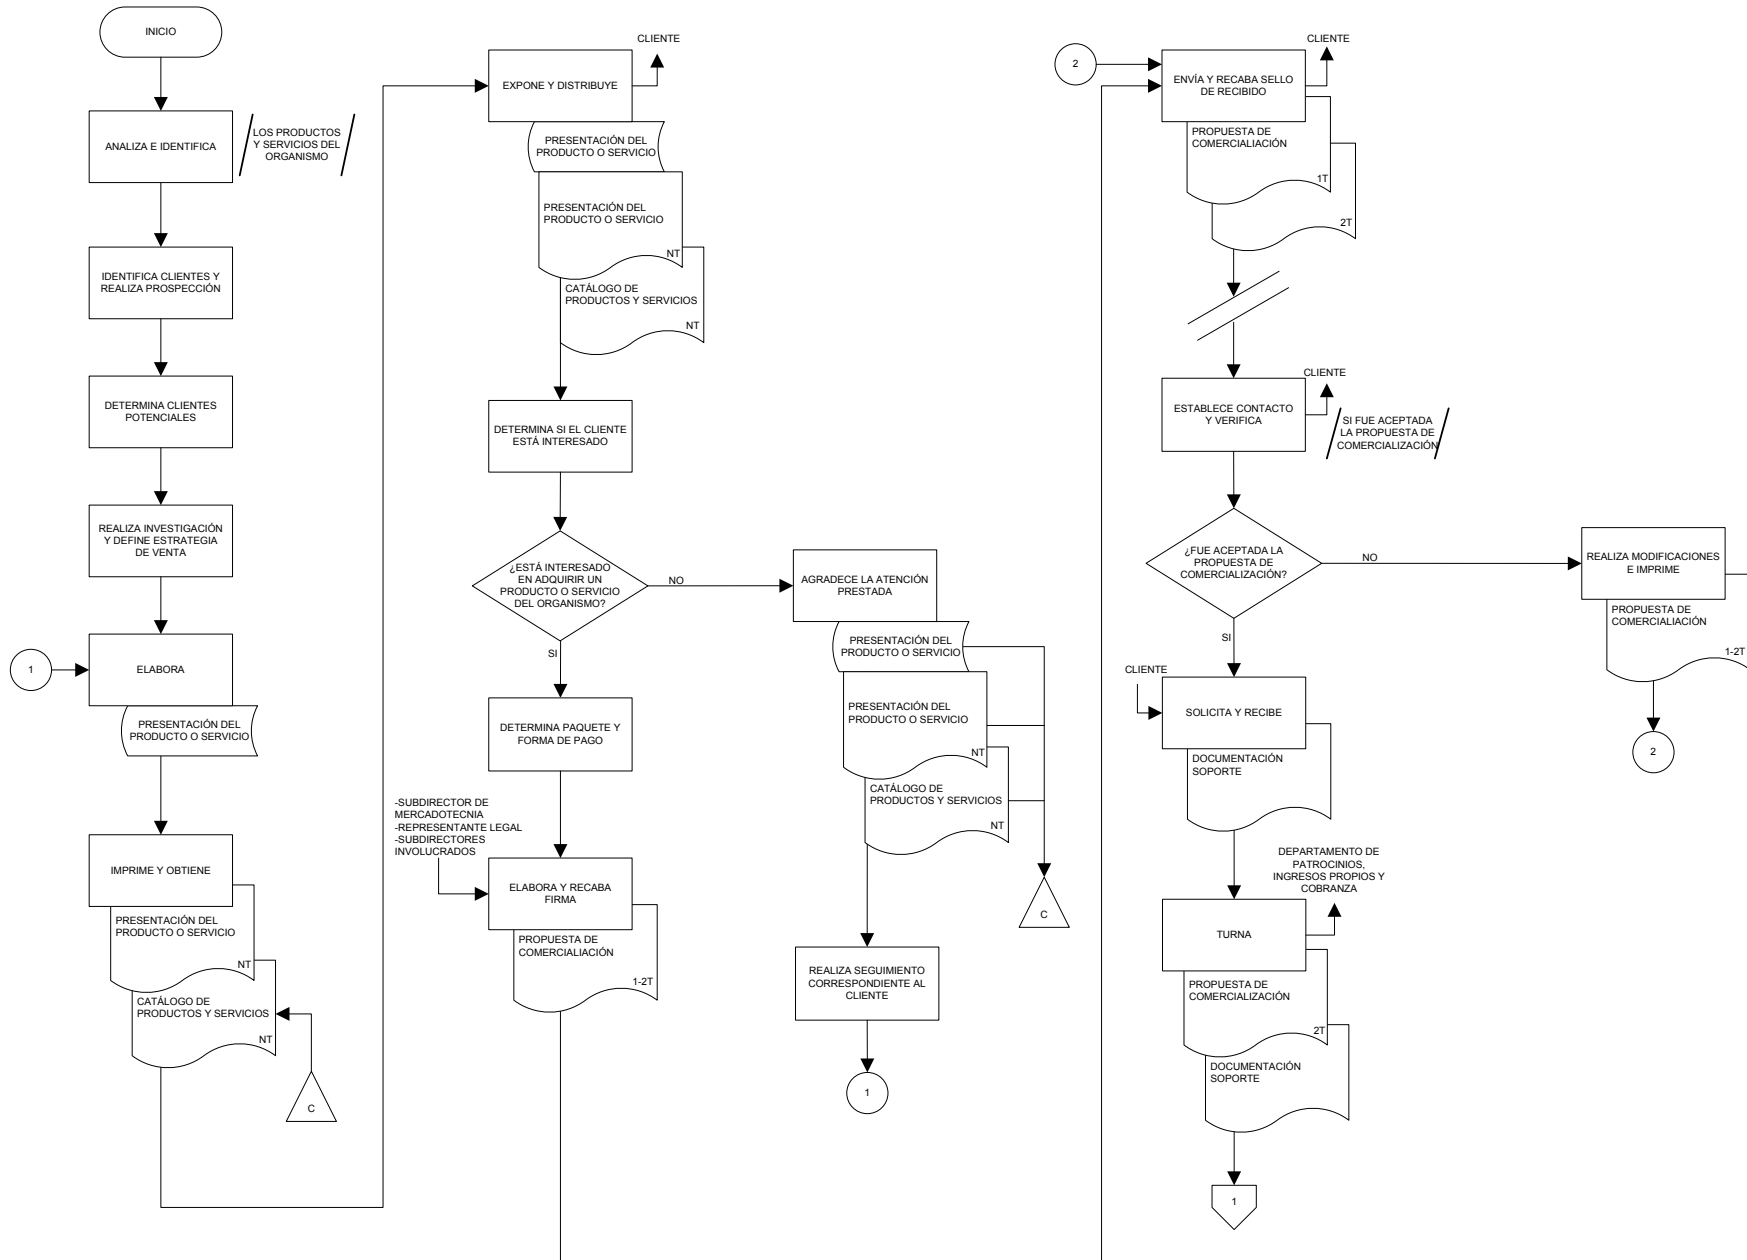 INICIO
ANALIZA E IDENTIFICA
LOS PRODUCTOS
Y SERVICIOS DEL
ORGANISMO
IDENTIFICA CLIENTES Y
REALIZA PROSPECCIÓN
DETERMINA CLIENTES
POTENCIALES
REALIZA INVESTIGACIÓN
Y DEFINE ESTRATEGIA
DE VENTA
1
ELABORA
PRESENTACIÓN DEL
PRODUCTO O SERVICIO
IMPRIME Y OBTIENE
PRESENTACIÓN DEL
PRODUCTO O SERVICIO
NT
CATÁLOGO DE
PRODUCTOS Y SERVICIOS
NT
C
CLIENTE
EXPONE Y DISTRIBUYE
PRESENTACIÓN DEL
PRODUCTO O SERVICIO
PRESENTACIÓN DEL
PRODUCTO O SERVICIO
NT
CATÁLOGO DE
PRODUCTOS Y SERVICIOS
NT
DETERMINA SI EL CLIENTE
ESTÁ INTERESADO
¿ESTÁ INTERESADO
EN ADQUIRIR UN
PRODUCTO O SERVICIO
DEL ORGANISMO?
NO
SI
DETERMINA PAQUETE Y
FORMA DE PAGO
-SUBDIRECTOR DE
MERCADOTECNIA
-REPRESENTANTE LEGAL
-SUBDIRECTORES
INVOLUCRADOS
ELABORA Y RECABA
FIRMA
PROPUESTA DE
COMERCIALIACIÓN
1-2T
AGRADECE LA ATENCIÓN
PRESTADA
PRESENTACIÓN DEL
PRODUCTO O SERVICIO
PRESENTACIÓN DEL
PRODUCTO O SERVICIO
NT
CATÁLOGO DE
PRODUCTOS Y SERVICIOS
NT
C
REALIZA SEGUIMIENTO
CORRESPONDIENTE AL
CLIENTE
1
2
CLIENTE
ENVÍA Y RECABA SELLO
DE RECIBIDO
PROPUESTA DE
COMERCIALIACIÓN
1T
2T
CLIENTE
ESTABLECE CONTACTO
Y VERIFICA
SI FUE ACEPTADA
LA PROPUESTA DE
COMERCIALIZACIÓN
¿FUE ACEPTADA LA
PROPUESTA DE
COMERCIALIZACIÓN?
NO
SI
CLIENTE
SOLICITA Y RECIBE
DOCUMENTACIÓN
SOPORTE
DEPARTAMENTO DE
PATROCINIOS,
INGRESOS PROPIOS Y
COBRANZA
TURNA
PROPUESTA DE
COMERCIALIZACIÓN
2T
DOCUMENTACIÓN
SOPORTE
1
REALIZA MODIFICACIONES
E IMPRIME
PROPUESTA DE
COMERCIALIACIÓN
1-2T
2